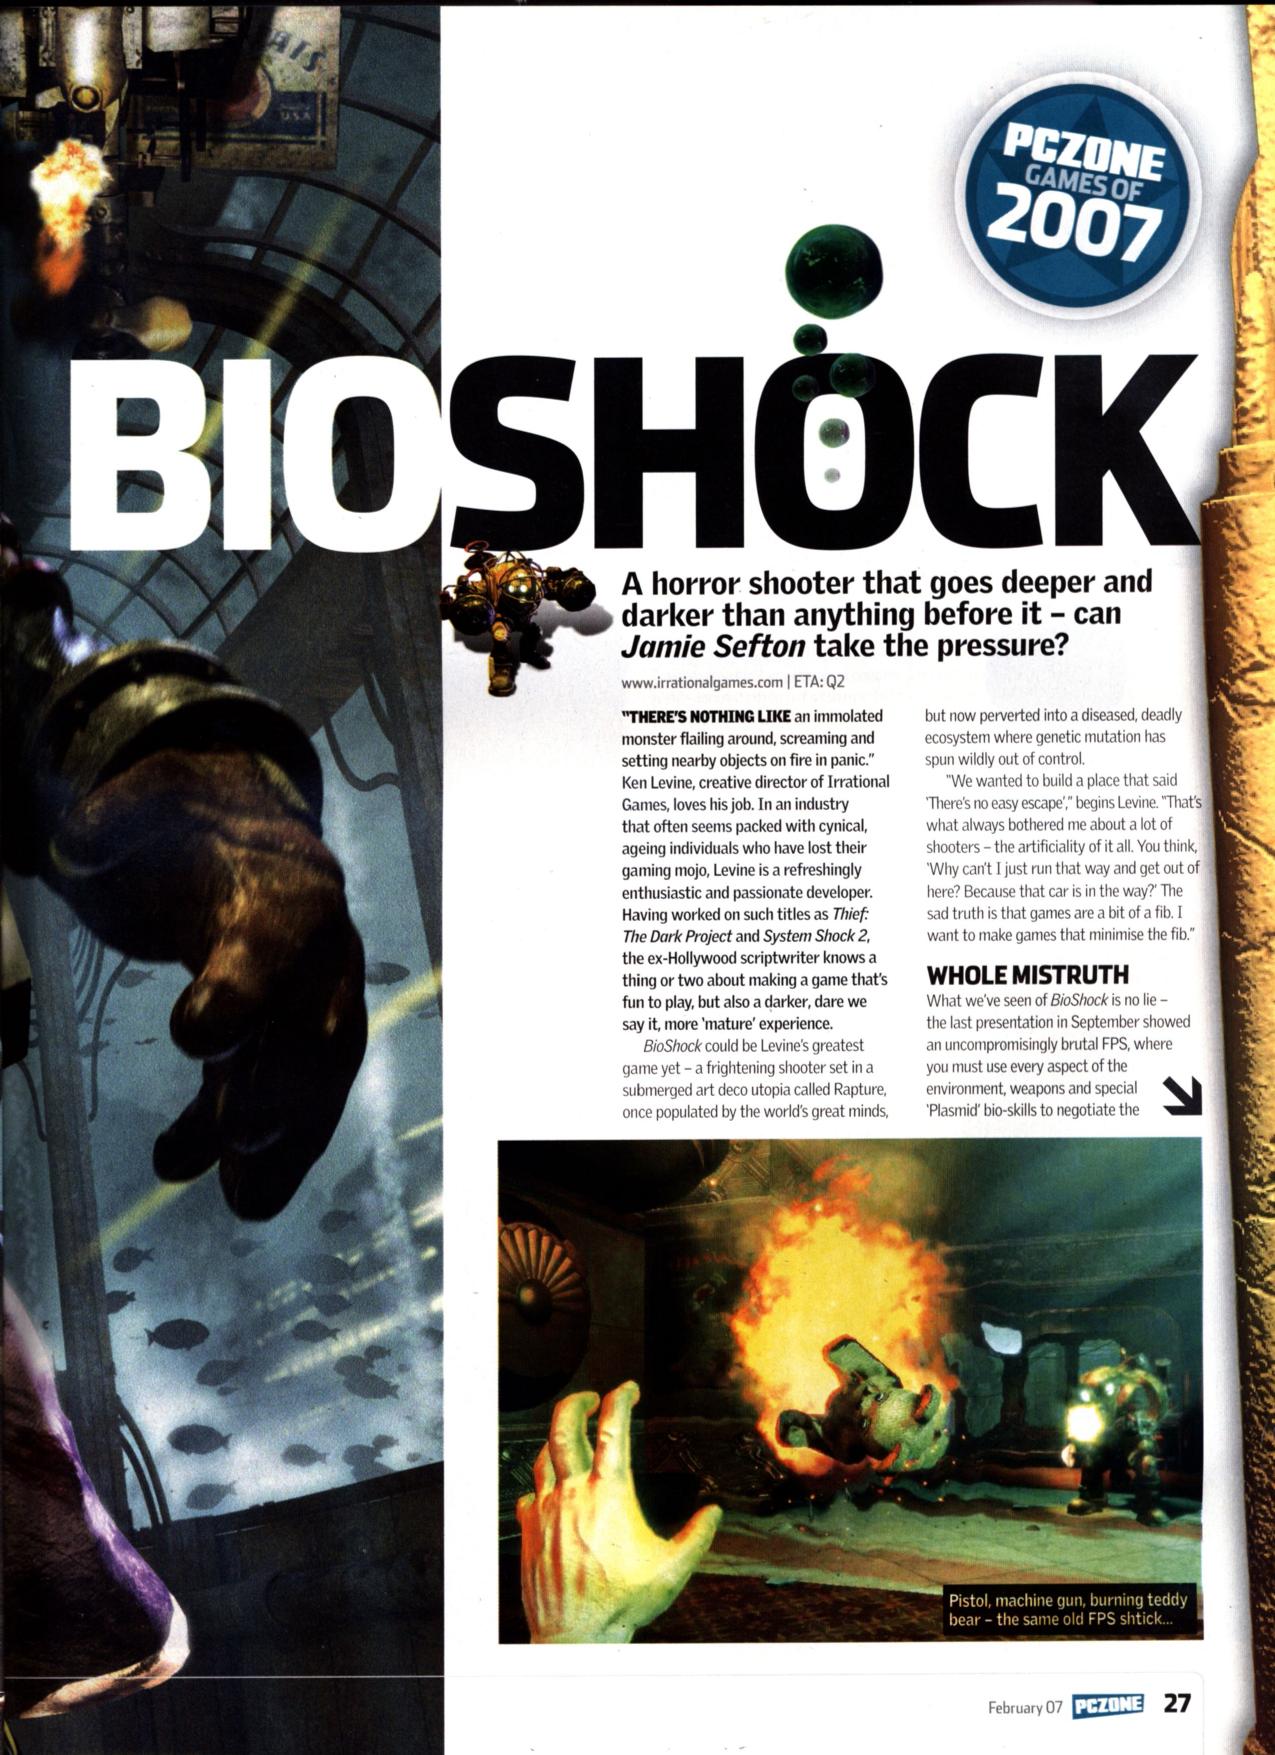 PCZONE
GAMES OF
2007
U.S.A
BIOSHOCK
A horror shooter that goes deeper and
darker than anything before it – can
Jamie Sefton take the pressure?
www.irrationalgames.com | ETA: Q2
"THERE'S NOTHING LIKE an immolated
monster flailing around, screaming and
setting nearby objects on fire in panic."
Ken Levine, creative director of Irrational
Games, loves his job. In an industry
that often seems packed with cynical,
ageing individuals who have lost their
gaming mojo, Levine is a refreshingly
enthusiastic and passionate developer.
Having worked on such titles as Thief:
The Dark Project and System Shock 2,
the ex-Hollywood scriptwriter knows a
thing or two about making a game that's
fun to play, but also a darker, dare we
say it, more 'mature' experience.
BioShock could be Levine's greatest
game yet – a frightening shooter set in a
submerged art deco utopia called Rapture,
once populated by the world's great minds,
but now perverted into a diseased, deadly
ecosystem where genetic mutation has
spun wildly out of control.
"We wanted to build a place that said
'There's no easy escape'," begins Levine. "That's
what always bothered me about a lot of
shooters – the artificiality of it all. You think,
'Why can't I just run that way and get out of
here? Because that car is in the way?' The
sad truth is that games are a bit of a fib. I
want to make games that minimise the fib."
WHOLE MISTRUTH
What we've seen of BioShock is no lie –
the last presentation in September showed
an uncompromisingly brutal FPS, where
you must use every aspect of the
environment, weapons and special
'Plasmid' bio-skills to negotiate the
Pistol, machine gun, burning teddy
bear – the same old FPS shtick...
February 07 PCZONE 27